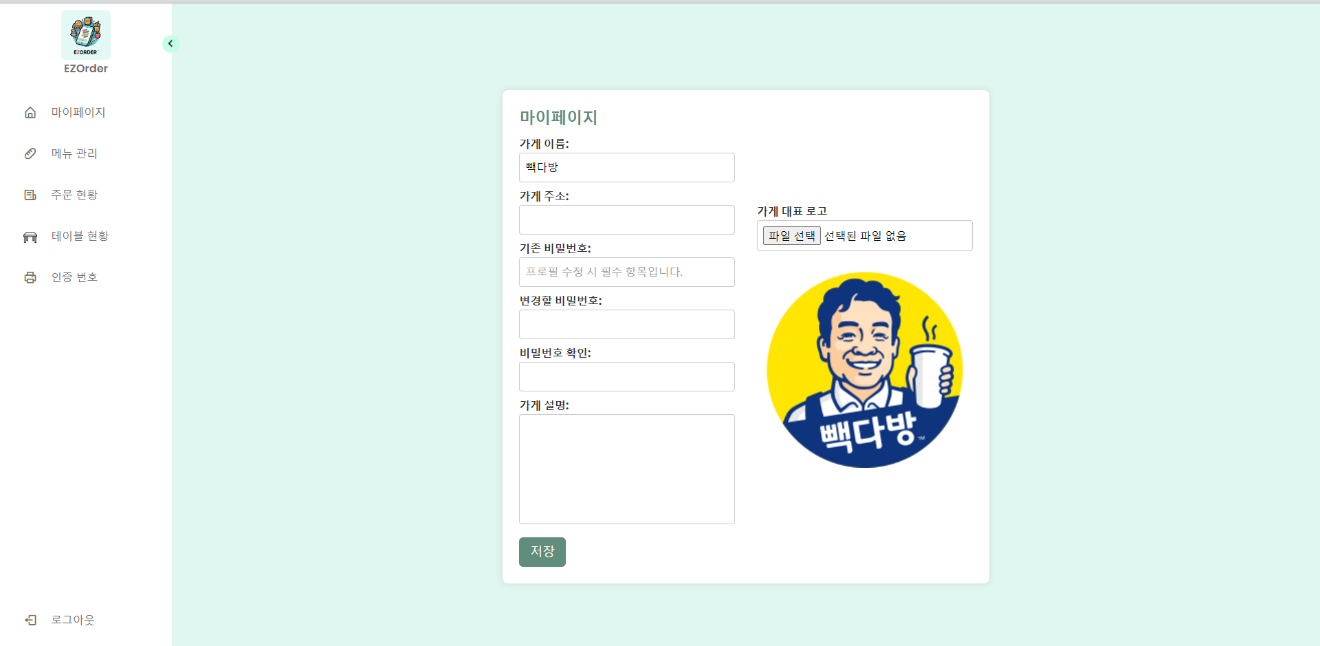 EZORDER
EZOrder
마이페이지
메뉴 관리
주문 현황
테이블 현황
인증 번호
로그아웃
마이페이지
가게 이름:
빽다방
가게 주소:
기존 비밀번호:
프로필 수정 시 필수 항목입니다.
변경할 비밀번호:
비밀번호 확인:
가게 설명:
저장
가게 대표 로고
파일 선택 선택된 파일 없음
빽다방